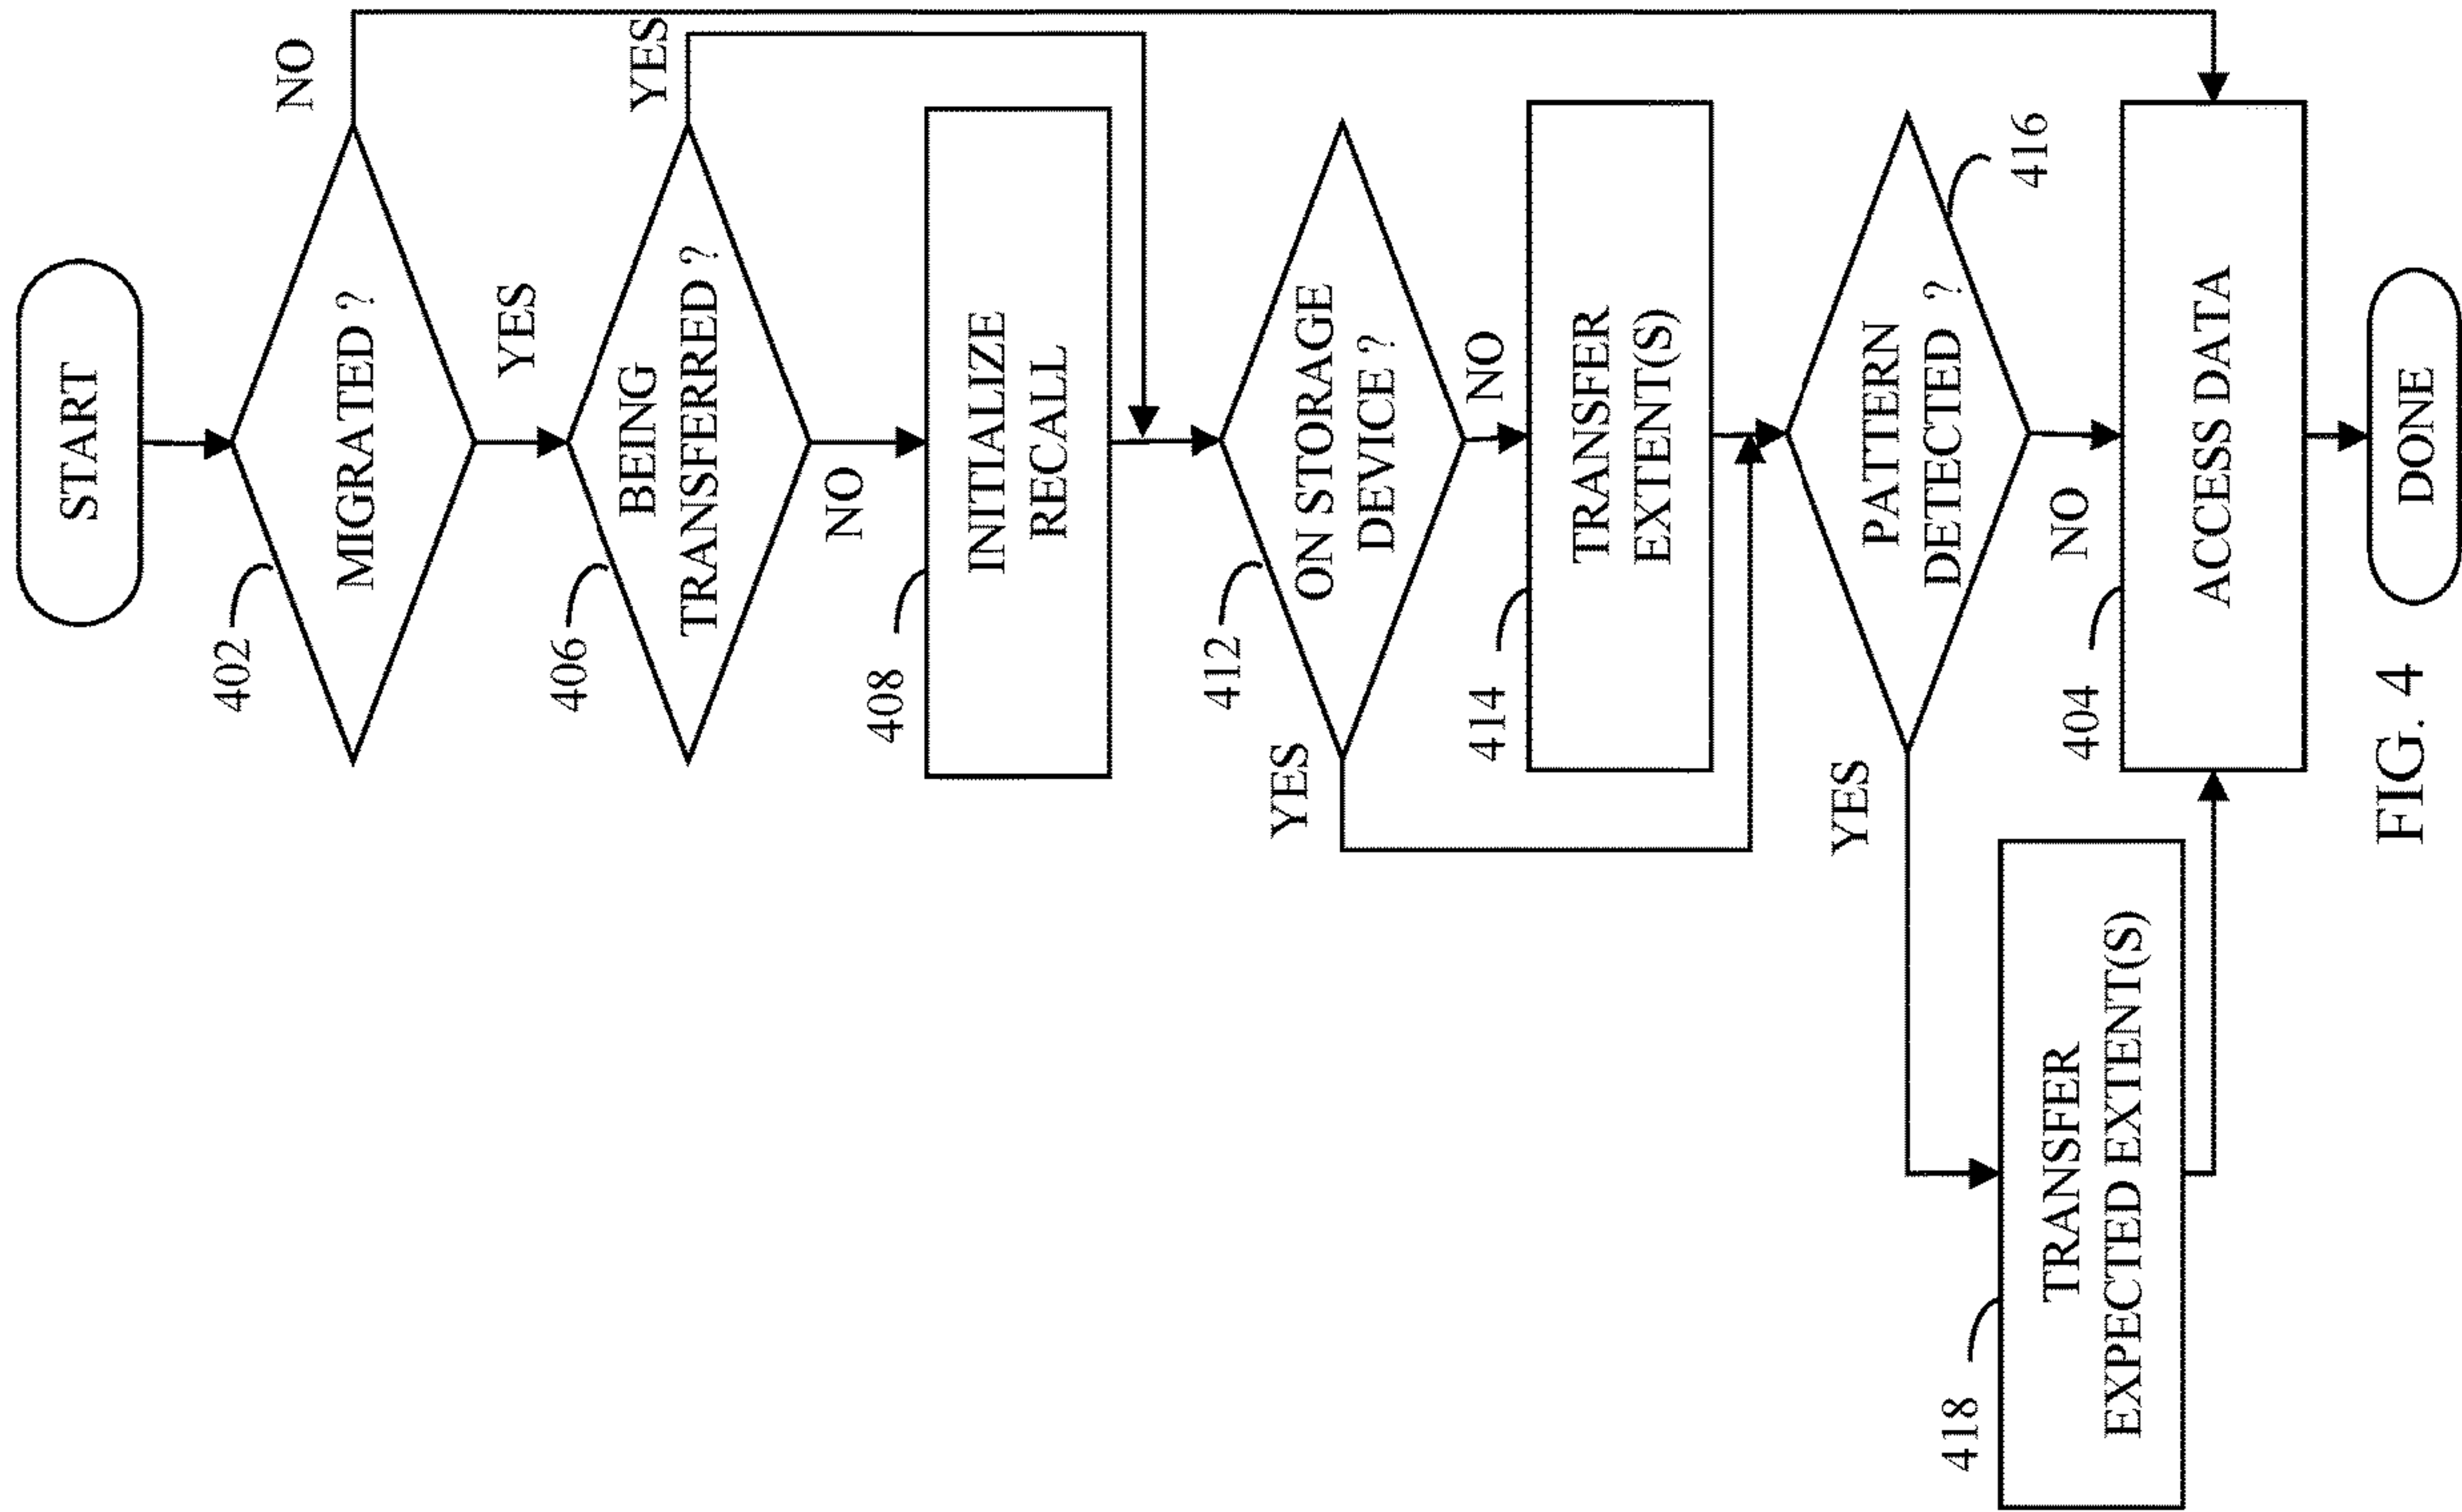 START
402
MIGRATED ?
NO
YES
406
BEING
TRANSFERRED ?
YES
NO
408
INITIALIZE
RECALL
412
ON STORAGE
DEVICE ?
YES
NO
414
TRANSFER
EXTENT(S)
PATTERN
DETECTED ?
416
YES
NO
418
TRANSFER
EXPECTED EXTENT(S)
404
ACCESS DATA
DONE
FIG. 4